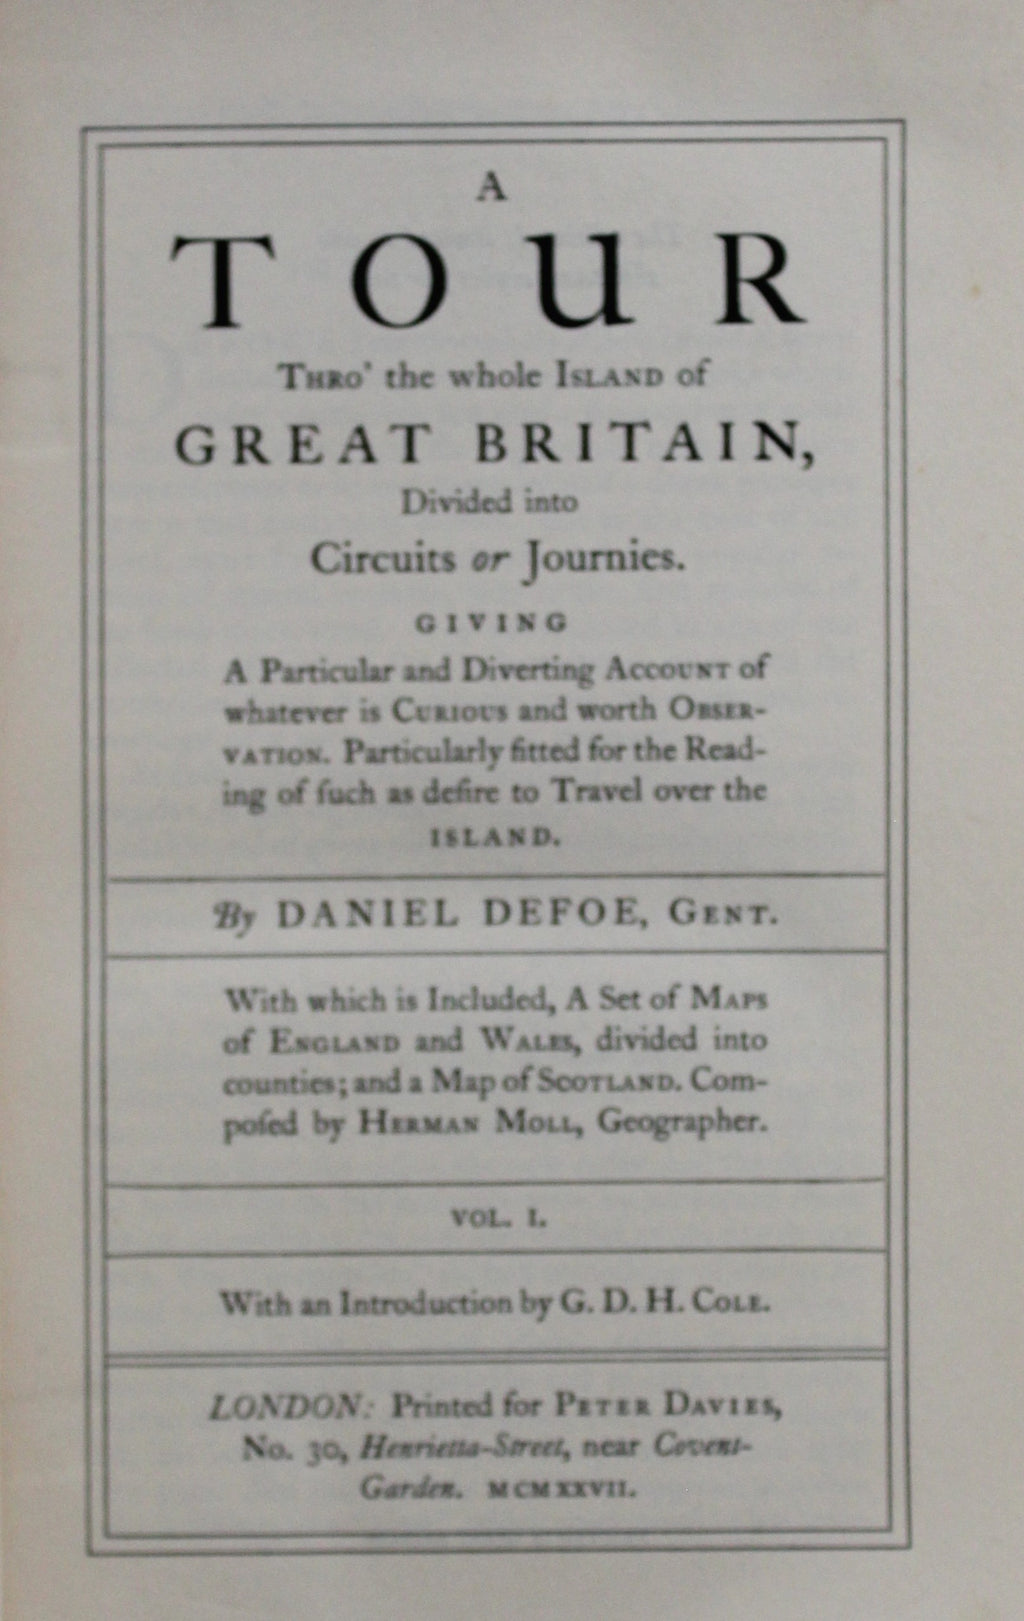 A
TOUR
THRO' the whole ISLAND of
GREAT BRITAIN,
Divided into
Circuits or Journies.
GIVING
A Particular and Diverting ACCOUNT of
whatever is CURIOUS and worth OBSER-
VATION. Particularly fitted for the Read-
ing of ſuch as deſire to Travel over the
ISLAND.
By DANIEL DEFOE, GENT.
With which is Included, A Set of MAPS
of ENGLAND and WALES, divided into
counties; and a Map of SCOTLAND. Com-
poſed by HERMAN MOLL, Geographer.
VOL. I.
With an Introduction by G. D. H. COLE.
LONDON: Printed for PETER DAVIES,
No. 30, Henrietta-Street, near Covent-
Garden. MCMXXVII.